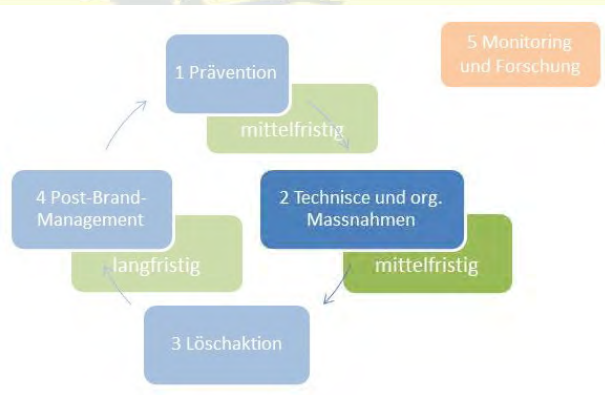 5 Monitoring
und Forschung
1 Prävention
mittelfristig
4 Post-Brand-
Management
langfristig
2 Technisce und org.
Massnahmen
mittelfristig
3 Löschaktion